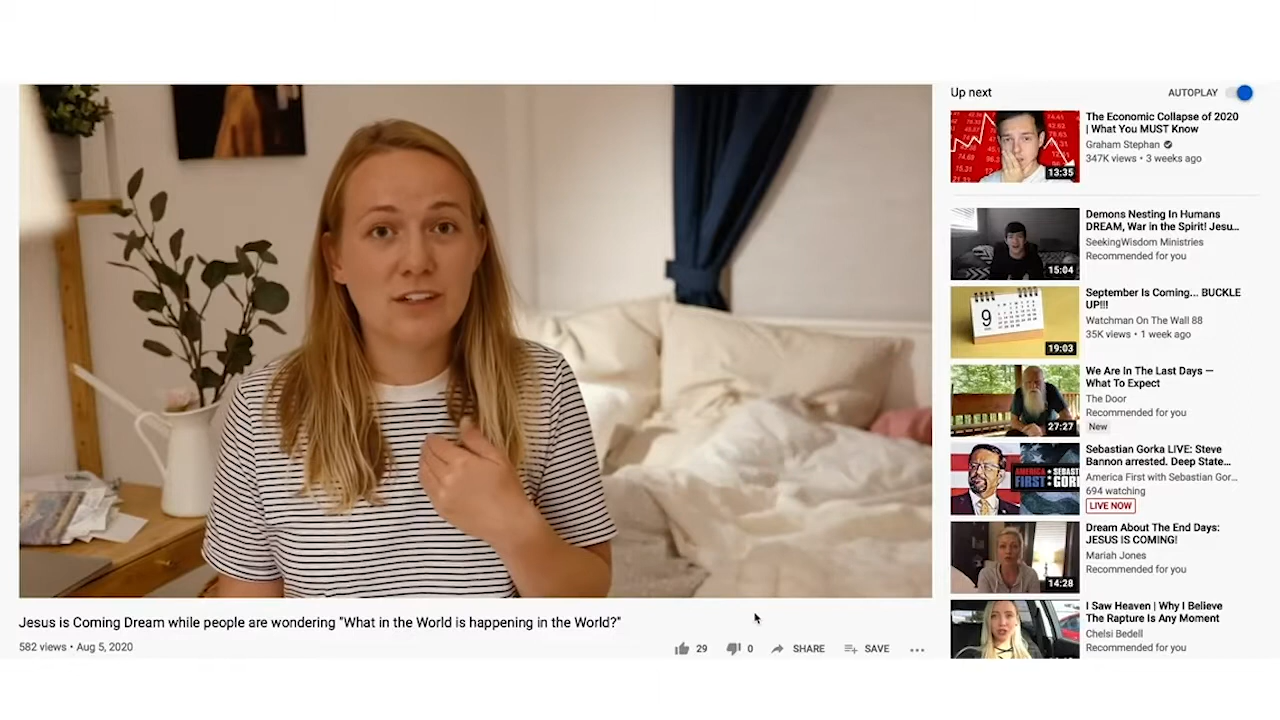 Up next
AUTOPLAY
The Economic Collapse of 2020
| What You MUST Know
Graham Stephan
347K views • 3 weeks ago
13:35
Demons Nesting In Humans
DREAM, War in the Spirit! Jesu...
SeekingWisdom Ministries
Recommended for you
15:04
September Is Coming... BUCKLE
UP!!!
Watchman On The Wall 88
35K views • 1 week ago
9
19:03
We Are In The Last Days —
What To Expect
The Door
Recommended for you
New
27:27
Sebastian Gorka LIVE: Steve
Bannon arrested. Deep State...
America First with Sebastian Gor...
694 watching
LIVE NOW
AMERICA SEBAST
FIRST GOR
Dream About The End Days:
JESUS IS COMING!
Mariah Jones
Recommended for you
14:28
I Saw Heaven | Why I Believe
The Rapture Is Any Moment
Chelsi Bedell
Recommended for you
Jesus is Coming Dream while people are wondering "What in the World is happening in the World?"
582 views • Aug 5, 2020
29
0
SHARE
SAVE